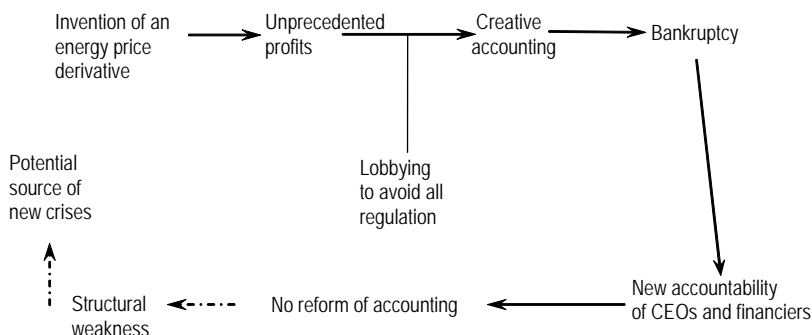 Invention of an
energy price
derivative
Unprecedented
profits
Creative
accounting
Bankruptcy
Lobbying
to avoid all
regulation
Potential
source of
new crises
Structural
weakness
No reform of accounting
New accountability
of CEOs and financiers